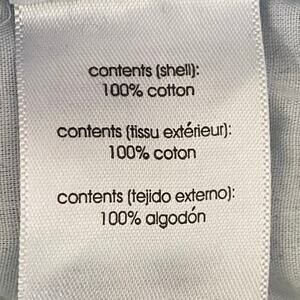 contents (shell):
100% cotton
contents (tissu extérieur):
100% coton
contents (tejido externo):
100% algodón